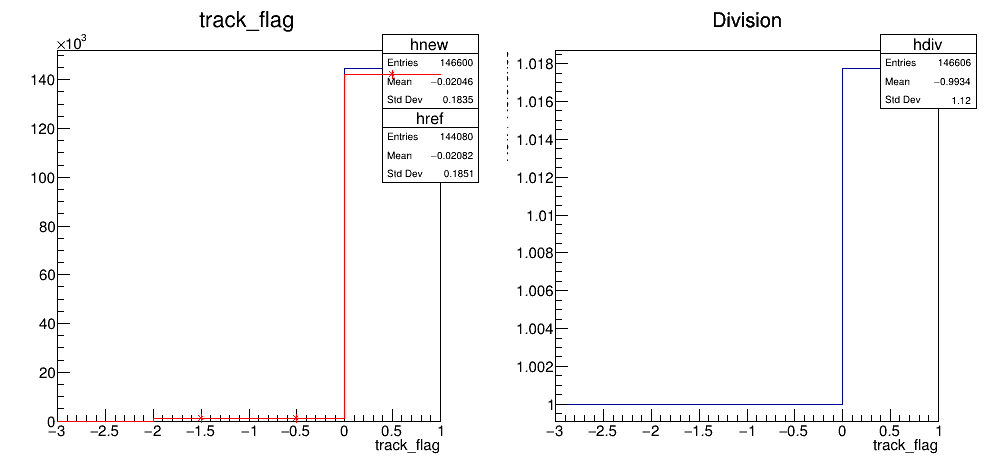 track_flag
×10³
140
120
100
80
60
40
20
0
−3 −2.5 −2 −1.5 −1 −0.5 0 0.5 1
track_flag
hnew
Entries 146600
Mean −0.02046
Std Dev 0.1835
href
Entries 144080
Mean −0.02082
Std Dev 0.1851
Division
1.018
1.016
1.014
1.012
1.01
1.008
1.006
1.004
1.002
1
−3 −2.5 −2 −1.5 −1 −0.5 0 0.5 1
track_flag
hdiv
Entries 146606
Mean −0.9934
Std Dev 1.12